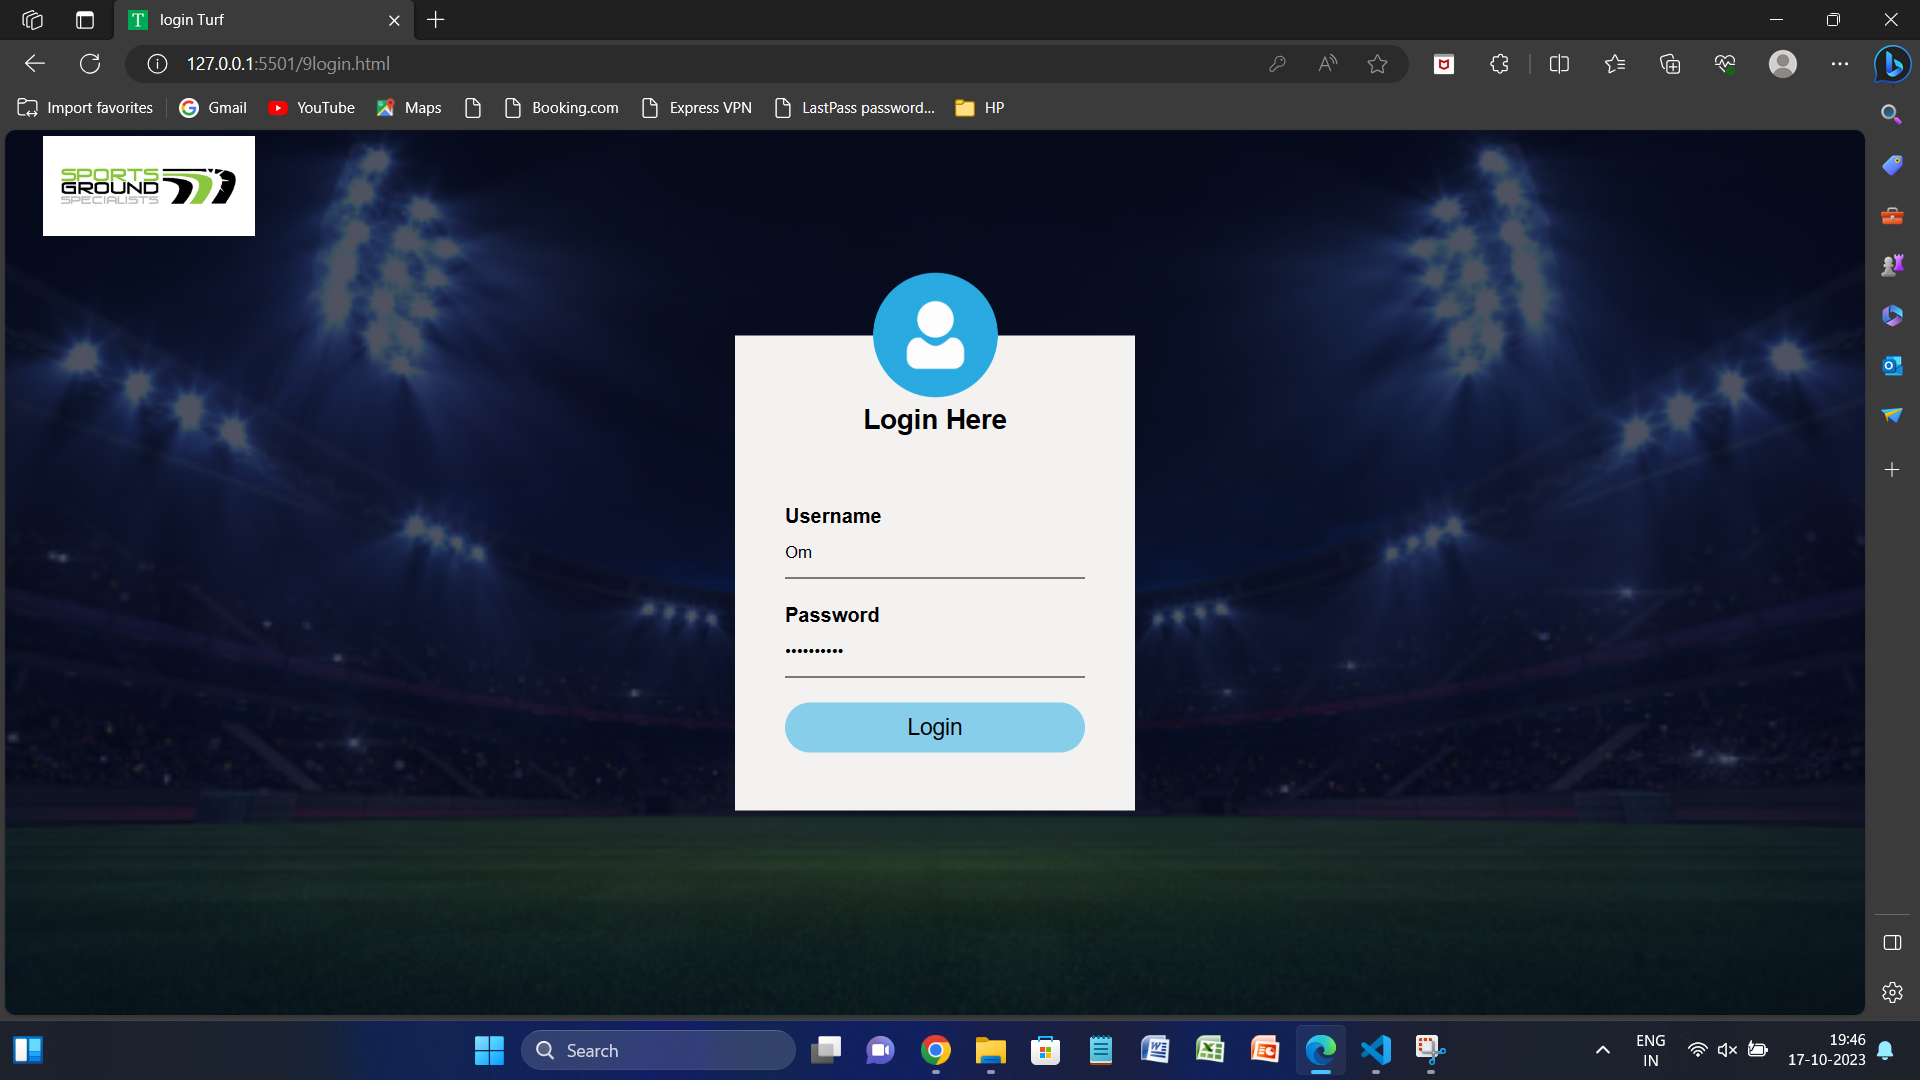 login Turf
127.0.0.1:5501/9login.html
Import favorites
Gmail
YouTube
Maps
Booking.com
Express VPN
LastPass password...
HP
SPORTS
GROUND
SPECIALISTS
Login Here
Username
Om
Password
••••••••••
Login
Search
ENG
IN
19:46
17-10-2023